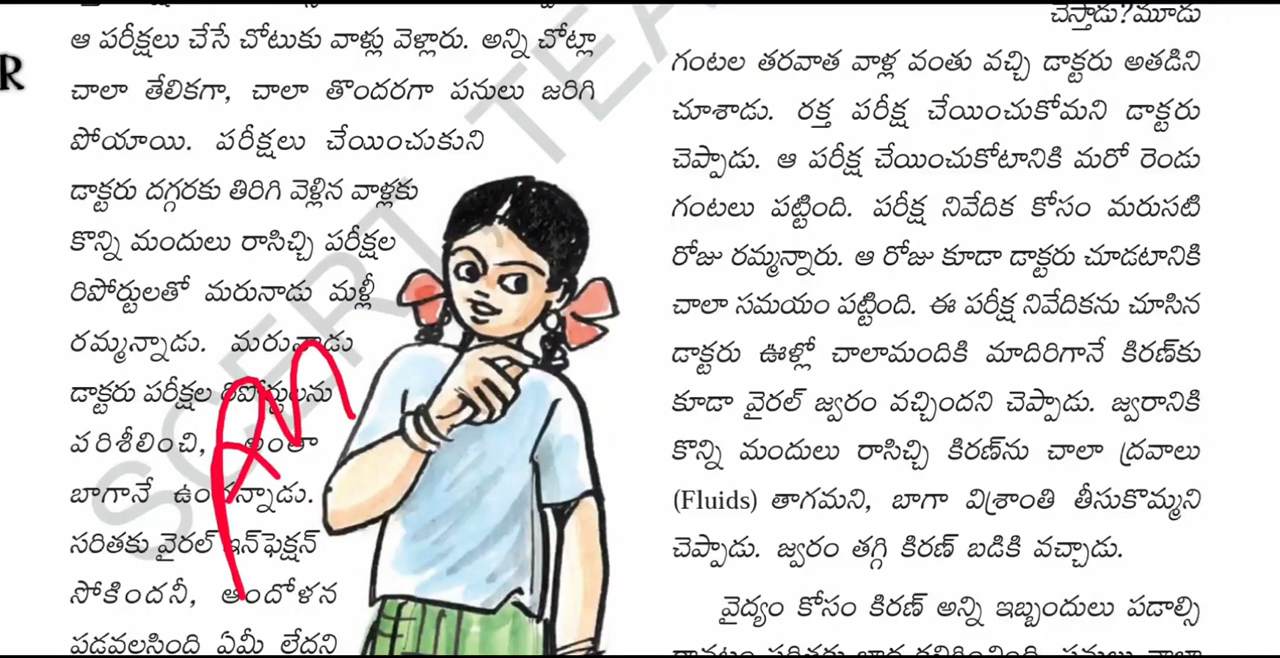 R
ఆ పరీక్షలు చేసే చోటుకు వాళ్లు వెళ్లారు. అన్ని చోట్లా
చాలా తేలికగా, చాలా తొందరగా పనులు జరిగి
పోయాయి. పరీక్షలు చేయించుకుని
డాక్టరు దగ్గరకు తిరిగి వెళ్లిన వాళ్లకు
కొన్ని మందులు రాసిచ్చి పరీక్షల
రిపోర్టులతో మరునాడు మళ్లీ
రమ్మన్నాడు. మరునాడు
డాక్టరు పరీక్షల రిపోర్టులను
పరిశీలించి, అంతా
బాగానే ఉందన్నాడు.
సరితకు వైరల్ ఇన్‌ఫెక్షన్
సోకిందనీ, ఆందోళన
పడవలసింది ఏమీ లేదని
చేస్తాడు? మూడు
గంటల తరవాత వాళ్ల వంతు వచ్చి డాక్టరు అతడిని
చూశాడు. రక్త పరీక్ష చేయించుకోమని డాక్టరు
చెప్పాడు. ఆ పరీక్ష చేయించుకోటానికి మరో రెండు
గంటలు పట్టింది. పరీక్ష నివేదిక కోసం మరుసటి
రోజు రమ్మన్నారు. ఆ రోజు కూడా డాక్టరు చూడటానికి
చాలా సమయం పట్టింది. ఈ పరీక్ష నివేదికను చూసిన
డాక్టరు ఊళ్లో చాలామందికి మాదిరిగానే కిరణ్‌కు
కూడా వైరల్ జ్వరం వచ్చిందని చెప్పాడు. జ్వరానికి
కొన్ని మందులు రాసిచ్చి కిరణ్‌ను చాలా ద్రవాలు
(Fluids) తాగమని, బాగా విశ్రాంతి తీసుకొమ్మని
చెప్పాడు. జ్వరం తగ్గి కిరణ్ బడికి వచ్చాడు.
వైద్యం కోసం కిరణ్ అన్ని ఇబ్బందులు పడాల్సి